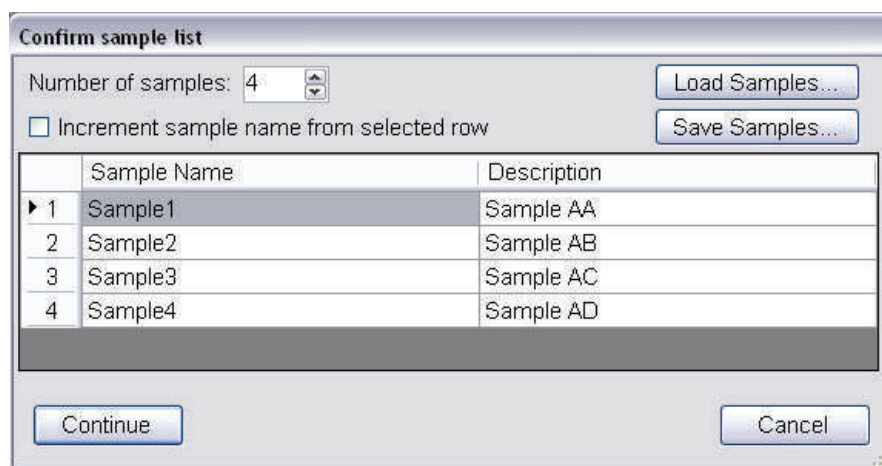 Confirm sample list
Number of samples: 4 Load Samples...
Increment sample name from selected row Save Samples...
Sample Name Description
1 Sample1 Sample AA
2 Sample2 Sample AB
3 Sample3 Sample AC
4 Sample4 Sample AD
Continue Cancel